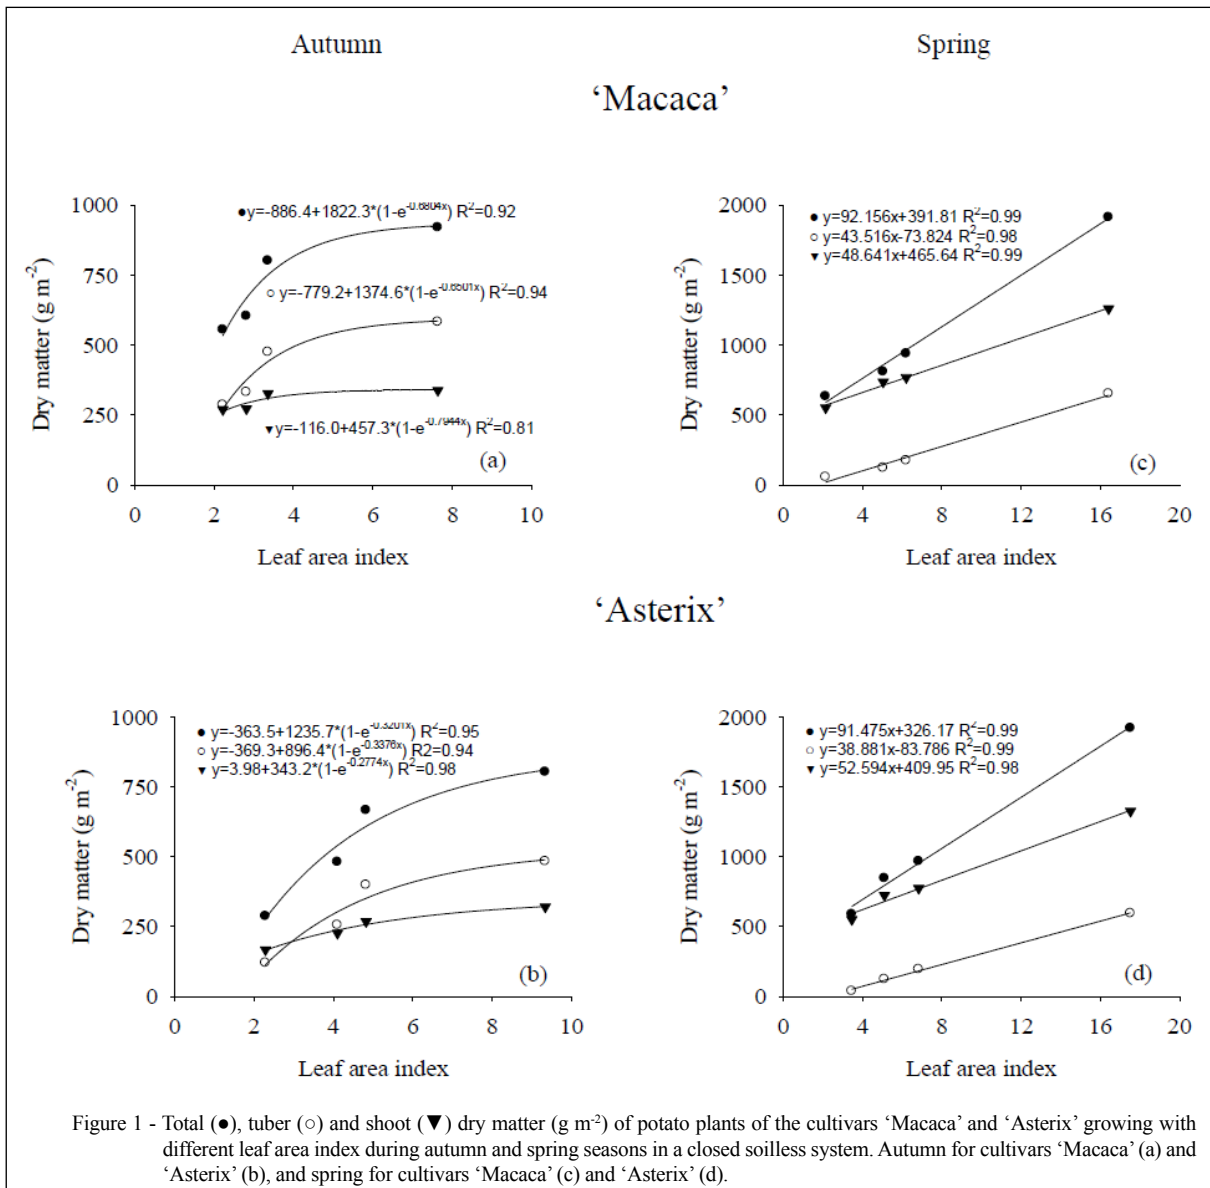 Autumn
Spring
‘Macaca’
1000
750
500
250
0
0
2
4
6
8
10
Dry matter (g m-2)
Leaf area index
●y=-886.4+1822.3*(1-e-0.6804x) R2=0.92
○ y=-779.2+1374.6*(1-e-0.6501x) R2=0.94
▼y=-116.0+457.3*(1-e-0.7944x) R2=0.81
(a)
2000
1500
1000
500
0
0
4
8
12
16
20
Dry matter (g m-2)
Leaf area index
● y=92.156x+391.81 R2=0.99
○ y=43.516x-73.824 R2=0.98
▼ y=48.641x+465.64 R2=0.99
(c)
‘Asterix’
1000
750
500
250
0
0
2
4
6
8
10
Dry matter (g m-2)
Leaf area index
● y=-363.5+1235.7*(1-e-0.3201x) R2=0.95
○ y=-369.3+896.4*(1-e-0.3376x) R2=0.94
▼ y=3.98+343.2*(1-e-0.2774x) R2=0.98
(b)
2000
1500
1000
500
0
0
4
8
12
16
20
Dry matter (g m-2)
Leaf area index
● y=91.475x+326.17 R2=0.99
○ y=38.881x-83.786 R2=0.99
▼ y=52.594x+409.95 R2=0.98
(d)
Figure 1 - Total (●), tuber (○) and shoot (▼) dry matter (g m-2) of potato plants of the cultivars ‘Macaca’ and ‘Asterix’ growing with
different leaf area index during autumn and spring seasons in a closed soilless system. Autumn for cultivars ‘Macaca’ (a) and
‘Asterix’ (b), and spring for cultivars ‘Macaca’ (c) and ‘Asterix’ (d).